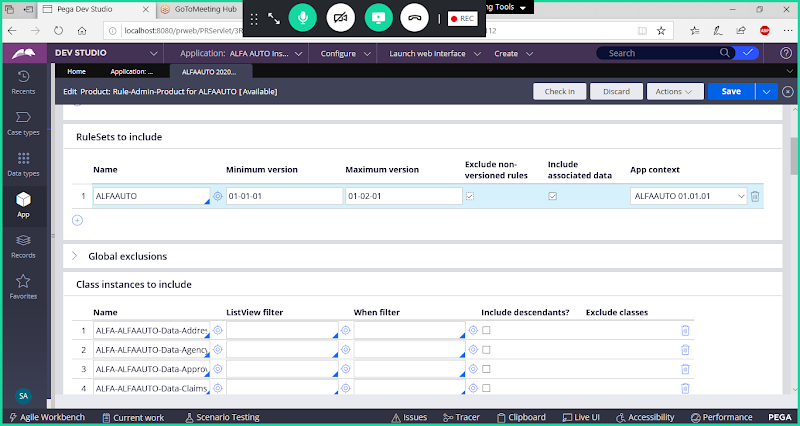 Pega Dev Studio
GoToMeeting Hub
ng Tools
localhost:8080/prweb/PRServlet/3R
112
REC
DEV STUDIO
Application: ALFA AUTO Ins...
Configure
Launch web interface
Create
Search
Recents
Case types
Data types
App
Records
Favorites
SA
Home
Application: ...
ALFAAUTO 2020...
Edit Product: Rule-Admin-Product for ALFAAUTO [Available]
Check in
Discard
Actions
Save
RuleSets to include
Name
Minimum version
Maximum version
Exclude non-
versioned rules
Include
associated data
App context
1 ALFAAUTO 01-01-01 01-02-01 ALFAAUTO 01.01.01
Global exclusions
Class instances to include
Name ListView filter When filter Include descendants? Exclude classes
1 ALFA-ALFAAUTO-Data-Addres
2 ALFA-ALFAAUTO-Data-Agency
3 ALFA-ALFAAUTO-Data-Approv
4 ALFA-ALFAAUTO-Data-Claims
Agile Workbench
Current work
Scenario Testing
Issues
Tracer
Clipboard
Live UI
Accessibility
Performance
PEGA